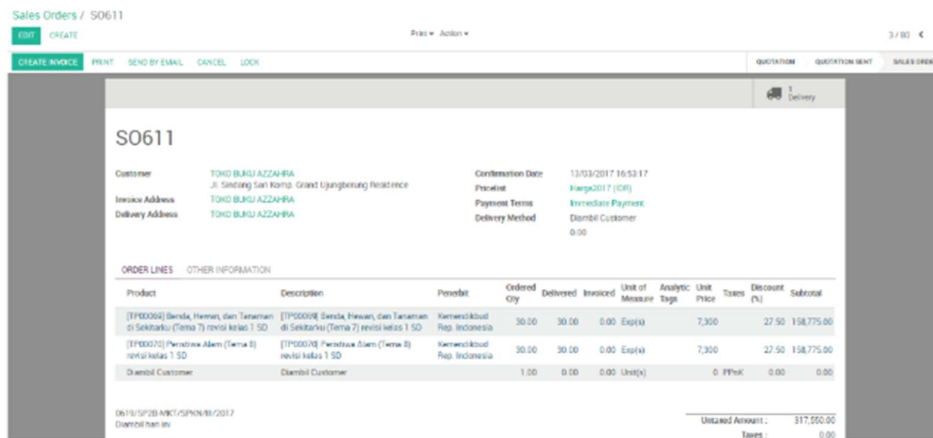 Sales Orders / SO611
EDIT CREATE Print Action 3 / 80
CREATE INVOICE PRINT SEND BY EMAIL CANCEL LOCK QUOTATION QUOTATION SENT SALES ORDE
1
Delivery
SO611
Customer TOKO BUKU AZZAHRA Confirmation Date 13/03/2017 16:53:17
Jl. Sindang Sari Komp. Grand Ujungberung Residence Pricelist Harga2017 (IDR)
Invoice Address TOKO BUKU AZZAHRA Payment Terms Immediate Payment
Delivery Address TOKO BUKU AZZAHRA Delivery Method Diambil Customer
0.00
ORDER LINES OTHER INFORMATION
Product Description Penerbit Ordered Qty Delivered Invoiced Unit of Measure Analytic Tags Unit Price Taxes Discount (%) Subtotal
[TP00069] Benda, Hewan, dan Tanaman [TP00069] Benda, Hewan, dan Tanaman Kemendikbud
di Sekitarku (Tema 7) revisi kelas 1 SD di Sekitarku (Tema 7) revisi kelas 1 SD Rep. Indonesia 30.00 30.00 0.00 Exp(s) 7,300 27.50 158,775.00
[TP00070] Peristiwa Alam (Tema 8) [TP00070] Peristiwa Alam (Tema 8) Kemendikbud
revisi kelas 1 SD revisi kelas 1 SD Rep. Indonesia 30.00 30.00 0.00 Exp(s) 7,300 27.50 158,775.00
Diambil Customer Diambil Customer 1.00 0.00 0.00 Unit(s) 0 0.00 0.00
Diambil hari ini
Untaxed Amount : 317,550.00
Taxes : 0.00